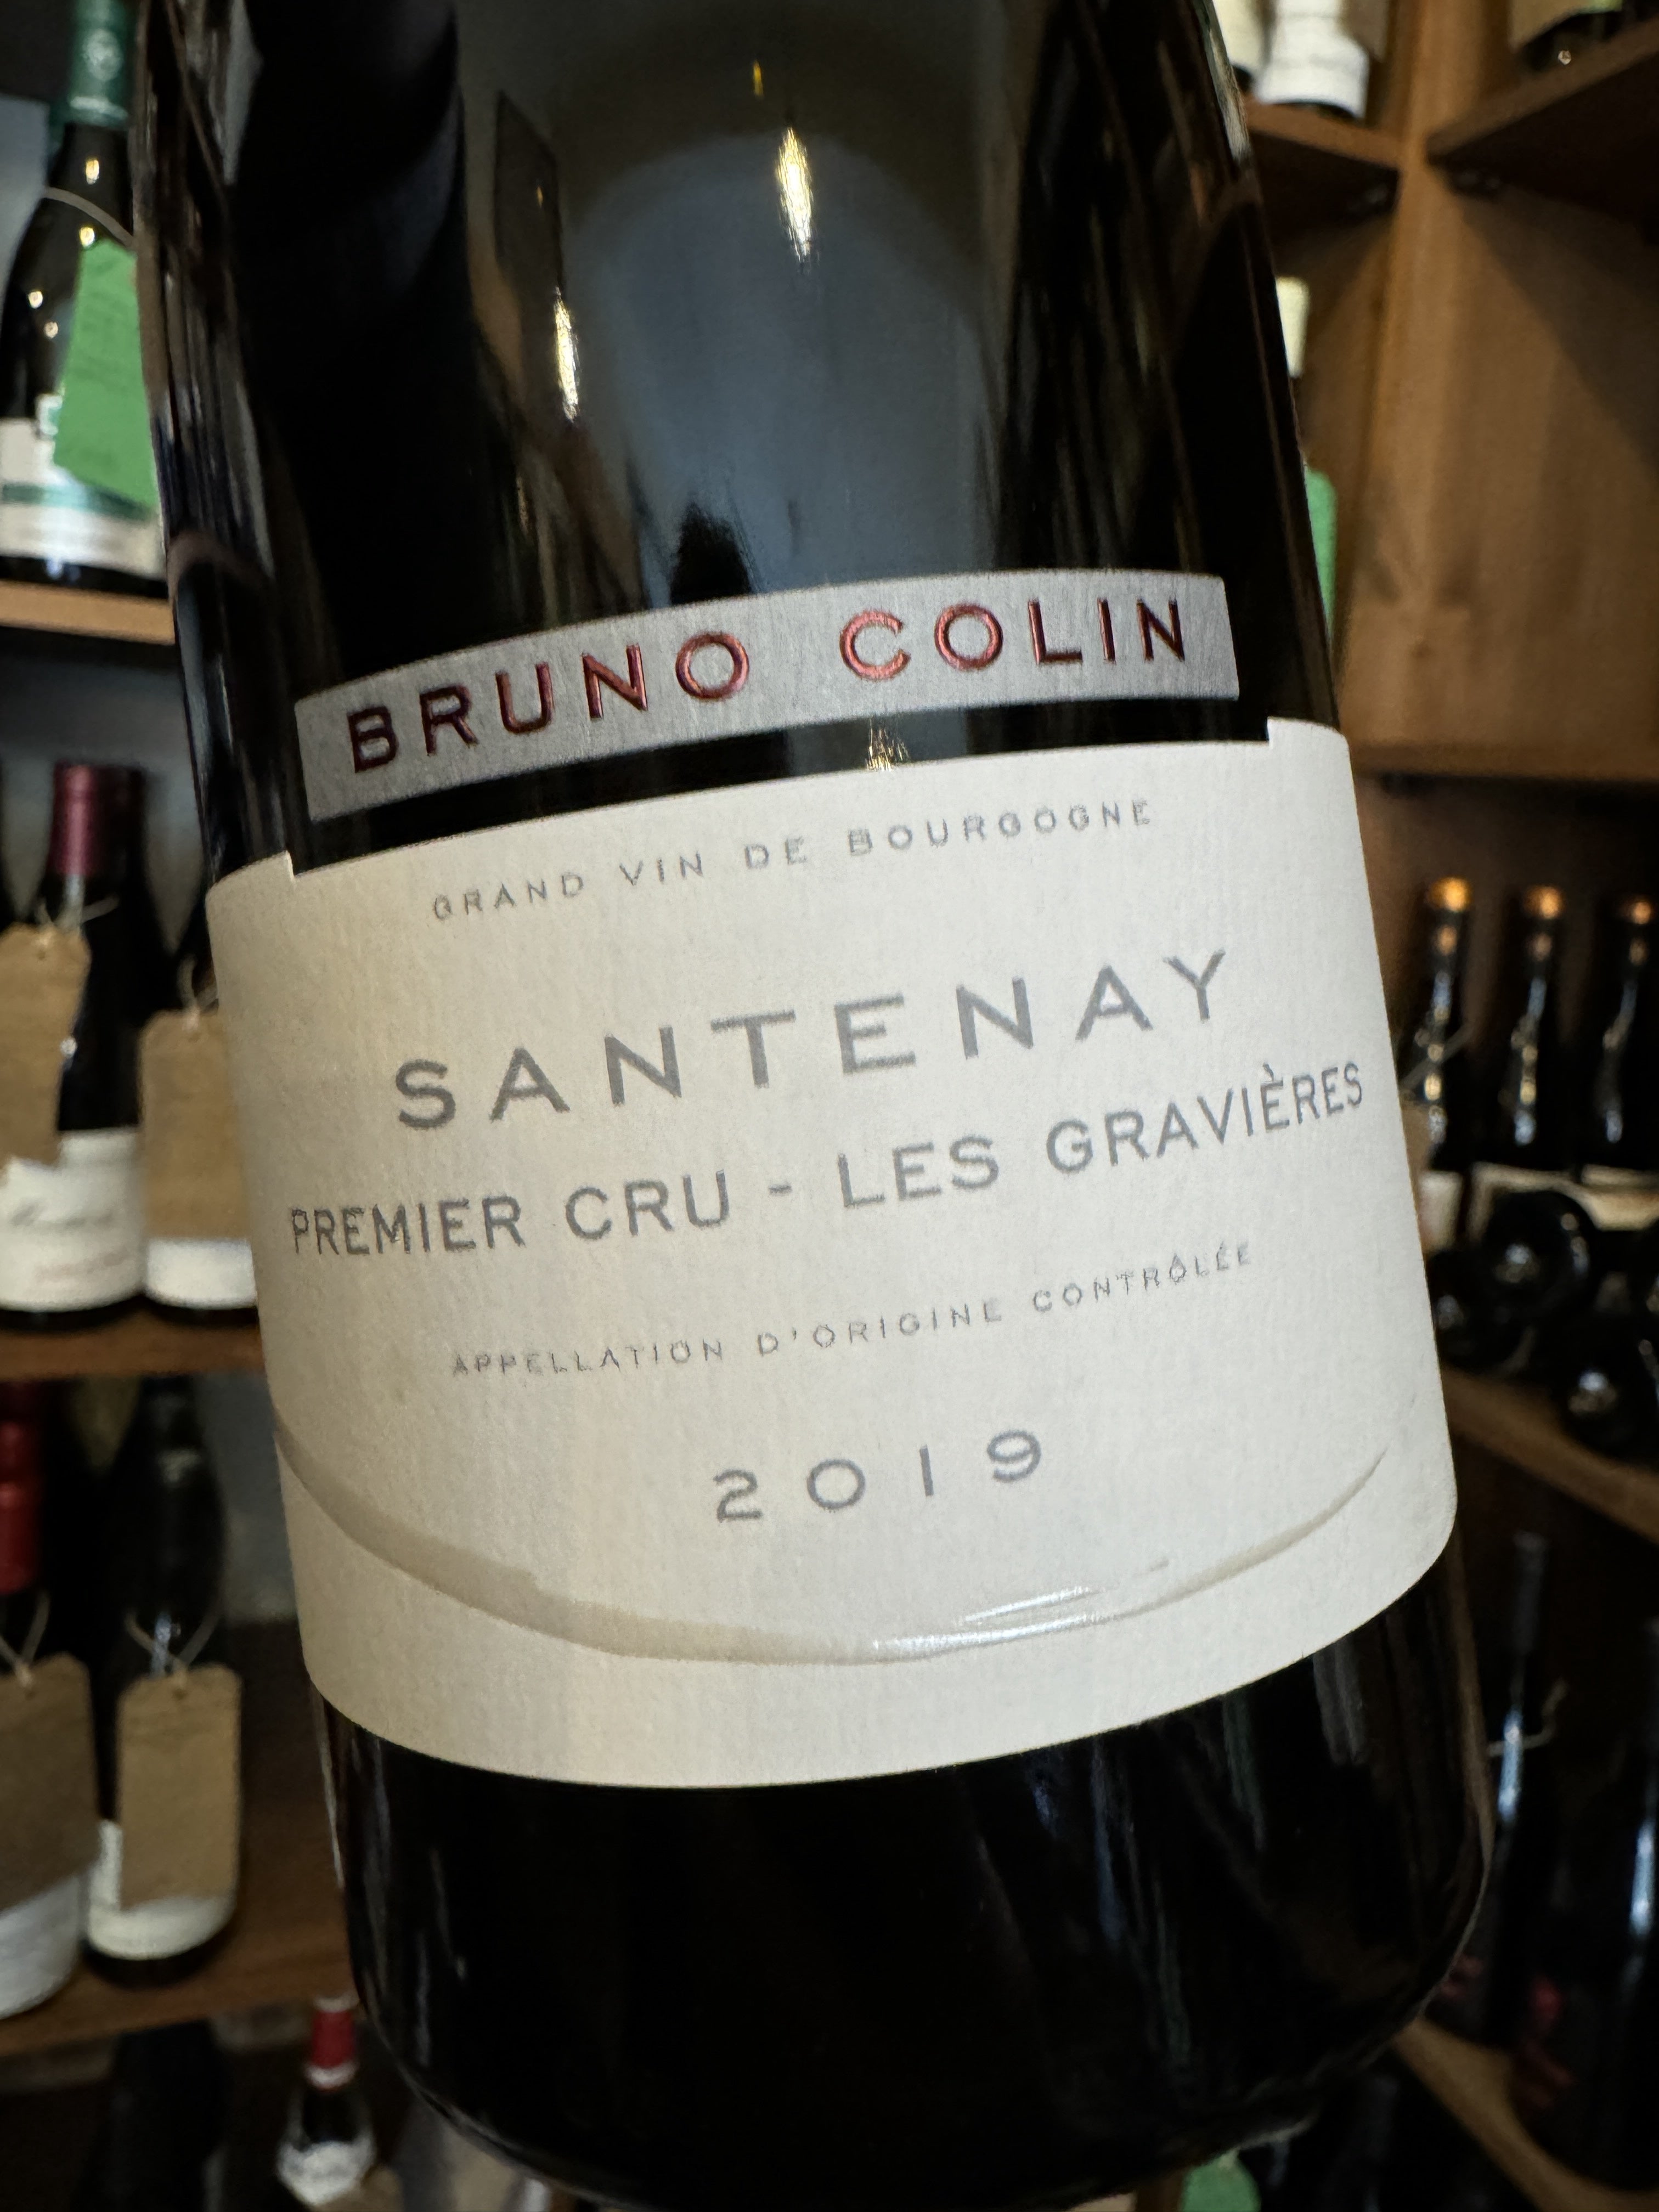 BRUNO COLIN
GRAND VIN DE BOURGOGNE
SANTENAY
PREMIER CRU - LES GRAVIÈRES
APPELLATION D'ORIGINE CONTRÔLÉE
2019